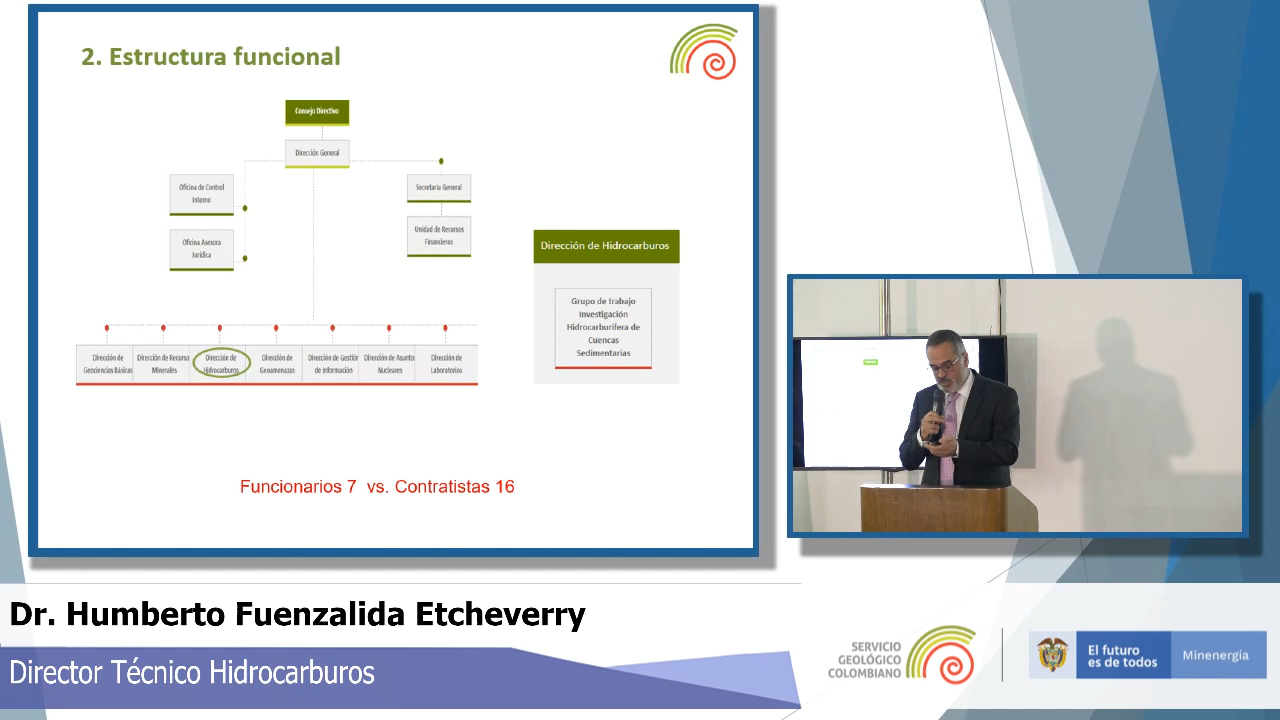 2. Estructura funcional
Consejo Directivo
Dirección General
Oficina de Control
Interno
Secretaría General
Oficina Asesora
Jurídica
Unidad de Recursos
Financieros
Dirección de
Geociencias Básicas
Dirección de Recurso
Minerales
Dirección de
Hidrocarburos
Dirección de
Geoamenazas
Dirección de Gestión
de Información
Dirección de Asunto
Nucleares
Dirección de
Laboratorios
Dirección de Hidrocarburos
Grupo de trabajo
Investigación
Hidrocarburífera de
Cuencas
Sedimentarias
Funcionarios 7 vs. Contratistas 16
Dr. Humberto Fuenzalida Etcheverry
Director Técnico Hidrocarburos
SERVICIO
GEOLÓGICO
COLOMBIANO
El futuro
es de todos
Minenergía